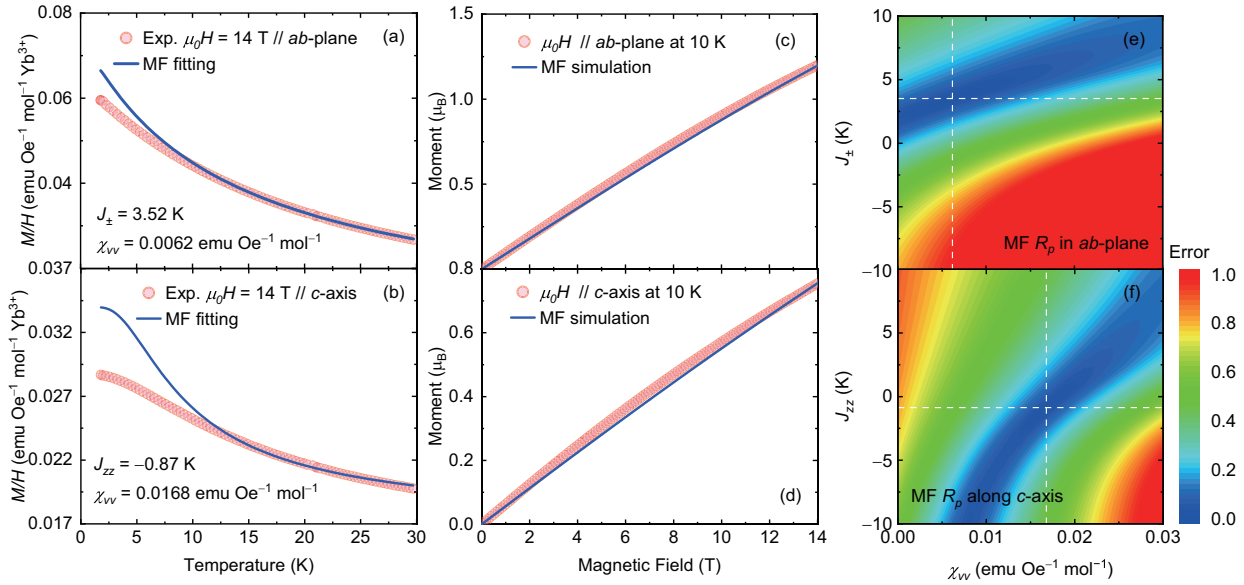 0.08
Exp. μ₀H = 14 T // ab-plane (a)
MF fitting
M/H (emu Oe⁻¹ mol⁻¹ Yb³⁺)
0.06
0.04
J± = 3.52 K
χᵥᵥ = 0.0062 emu Oe⁻¹ mol⁻¹
0.037
Exp. μ₀H = 14 T // c-axis (b)
MF fitting
M/H (emu Oe⁻¹ mol⁻¹ Yb³⁺)
0.032
0.027
0.022
0.017
J_zz = −0.87 K
χᵥᵥ = 0.0168 emu Oe⁻¹ mol⁻¹
0 5 10 15 20 25 30
Temperature (K)
1.5
μ₀H // ab-plane at 10 K (c)
MF simulation
Moment (μ_B)
1.0
0.5
0.8
μ₀H // c-axis at 10 K
MF simulation
Moment (μ_B)
0.6
0.4
0.2
0.0
(d)
0 2 4 6 8 10 12 14
Magnetic Field (T)
10
(e)
5
0
-5
J± (K)
MF Rₚ in ab-plane
-10
(f)
5
0
-5
-10
J_zz (K)
MF Rₚ along c-axis
0.00 0.01 0.02 0.03
χᵥᵥ (emu Oe⁻¹ mol⁻¹)
Error
1.0
0.8
0.6
0.4
0.2
0.0